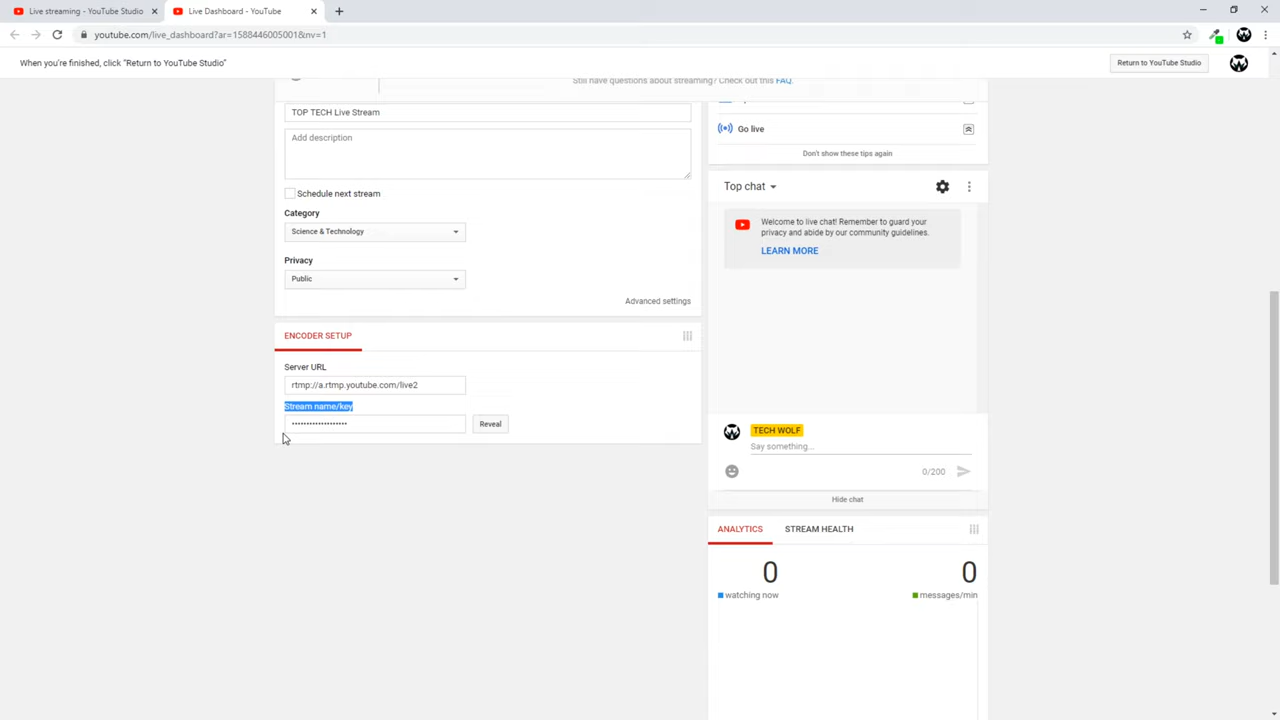 Live streaming - YouTube Studio
Live Dashboard - YouTube
youtube.com/live_dashboard?ar=1588446005001&nv=1
When you're finished, click "Return to YouTube Studio"
Return to YouTube Studio
Still have questions about streaming? Check out this FAQ.
TOP TECH Live Stream
Add description
Schedule next stream
Category
Science & Technology
Privacy
Public
Advanced settings
ENCODER SETUP
Server URL
rtmp://a.rtmp.youtube.com/live2
Stream name/key
•••••••••••••••••••
Reveal
Go live
Don't show these tips again
Top chat
Welcome to live chat! Remember to guard your
privacy and abide by our community guidelines.
LEARN MORE
TECH WOLF
Say something...
0/200
Hide chat
ANALYTICS
STREAM HEALTH
0
0
watching now
messages/min